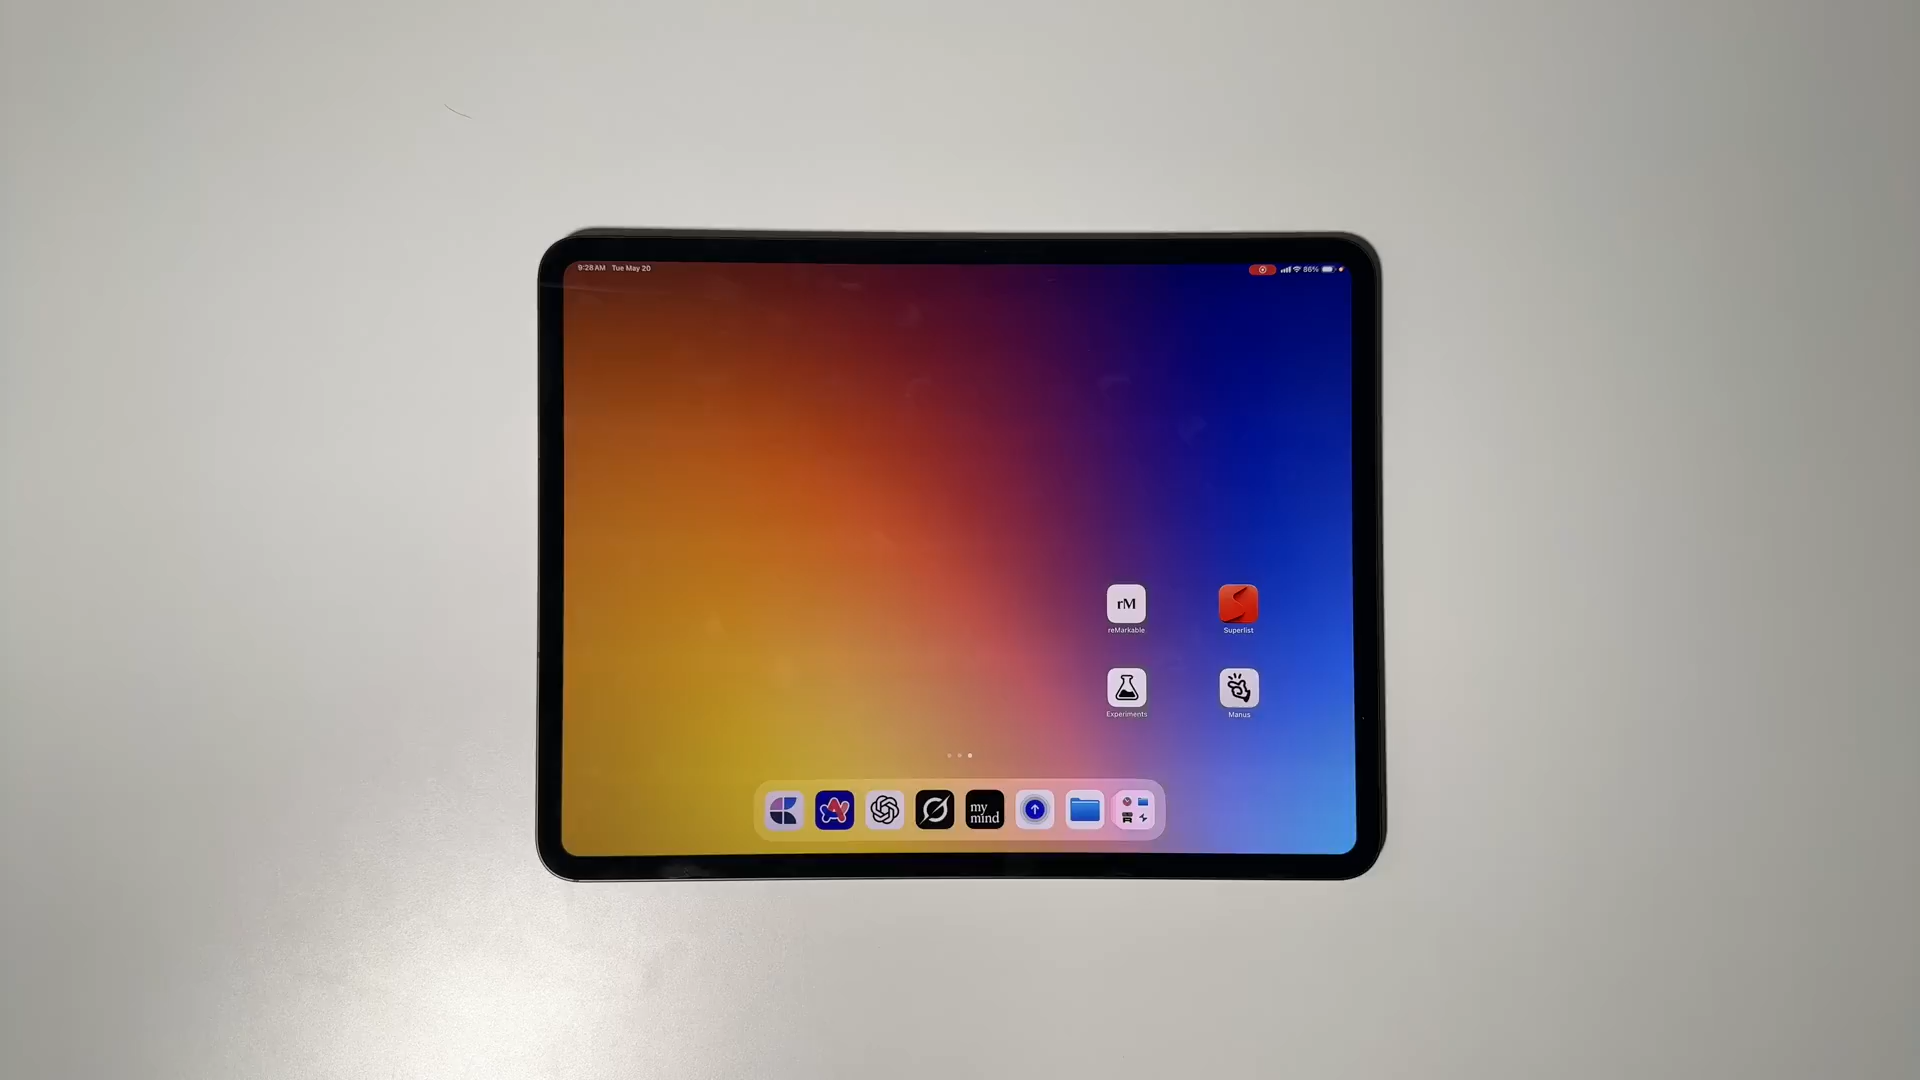 9:28 AM Tue May 20
86%
rM
reMarkable
Superlist
Experiments
Manus
my
mind